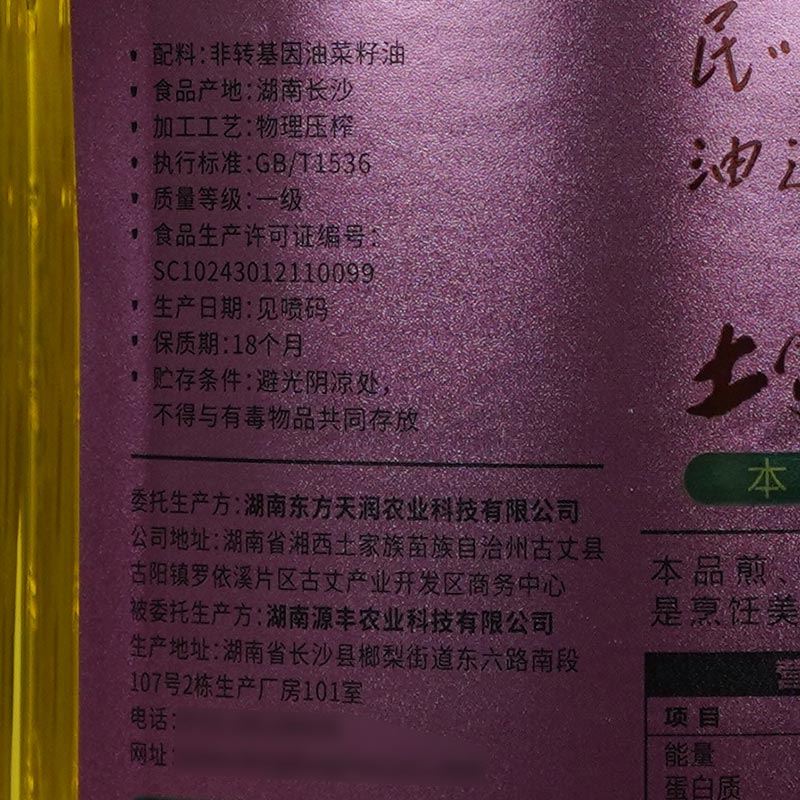 配料:非转基因油菜籽油
食品产地:湖南长沙
加工工艺:物理压榨
执行标准:GB/T1536
质量等级:一级
食品生产许可证编号:
SC10243012110099
生产日期:见喷码
保质期:18个月
贮存条件:避光阴凉处,
不得与有毒物品共同存放
委托生产方:湖南东方天润农业科技有限公司
公司地址:湖南省湘西土家族苗族自治州古丈县
古阳镇罗依溪片区古丈产业开发区商务中心
被委托生产方:湖南源丰农业科技有限公司
生产地址:湖南省长沙县榔梨街道东六路南段
107号2栋生产厂房101室
电话:
网址:
民
油
土
本
本品煎、
是烹饪美
项目
能量
蛋白质